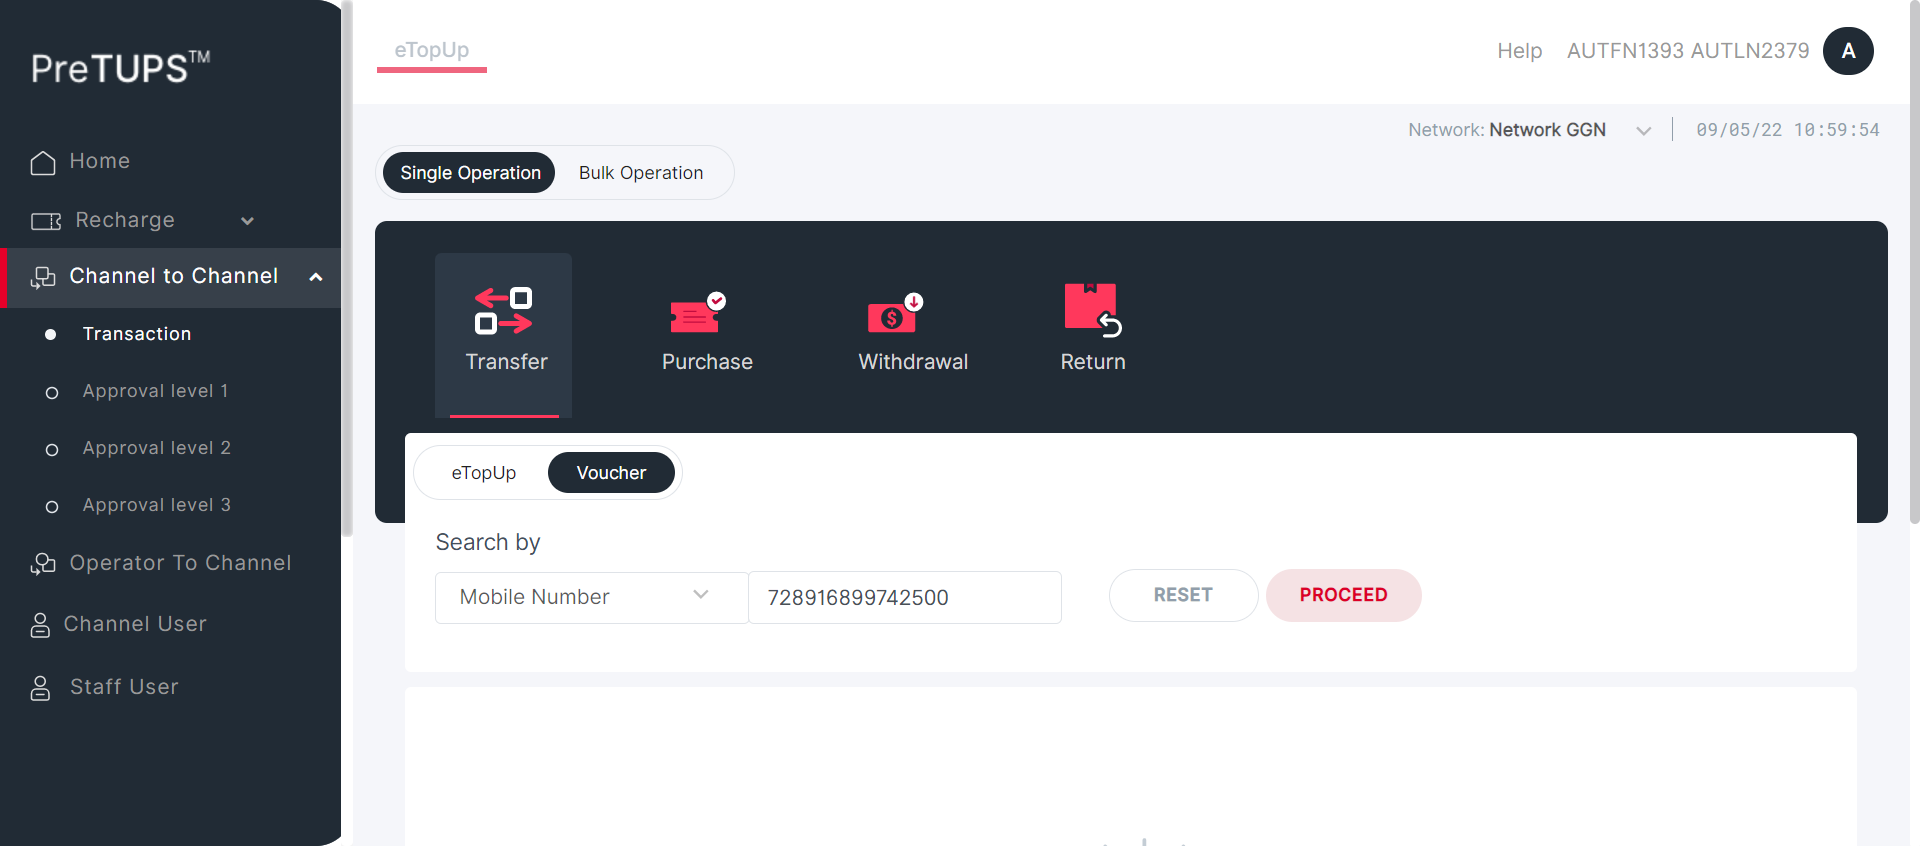 PreTUPS™
Home
Recharge
Channel to Channel
Transaction
Approval level 1
Approval level 2
Approval level 3
Operator To Channel
Channel User
Staff User
eTopUp
Help AUTFN1393 AUTLN2379 A
Network: Network GGN 09/05/22 10:59:54
Single Operation Bulk Operation
Transfer Purchase Withdrawal Return
eTopUp Voucher
Search by
Mobile Number 728916899742500 RESET PROCEED